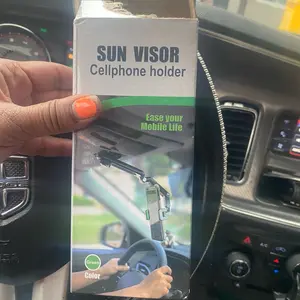 SUN VISOR
Cellphone holder
Ease your
Mobile Life
Color